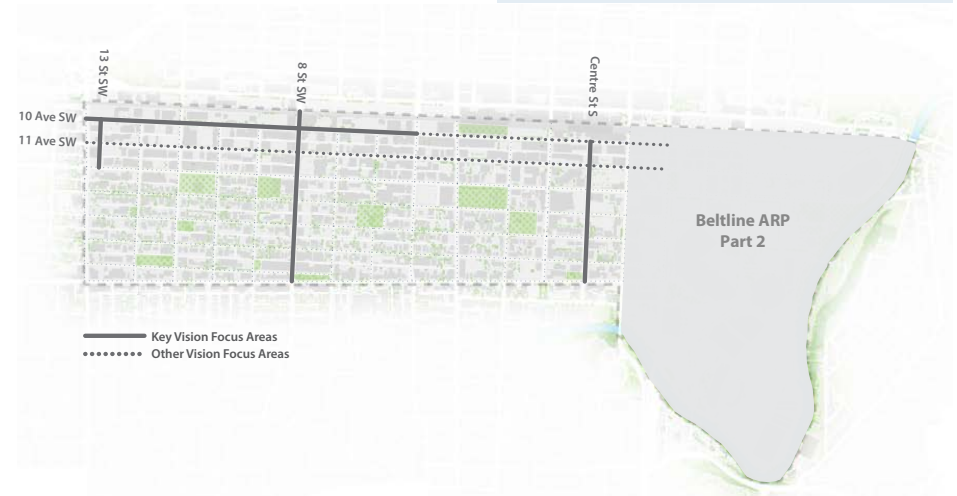 13 St SW
8 St SW
Centre St S
10 Ave SW
11 Ave SW
Beltline ARP
Part 2
Key Vision Focus Areas
Other Vision Focus Areas